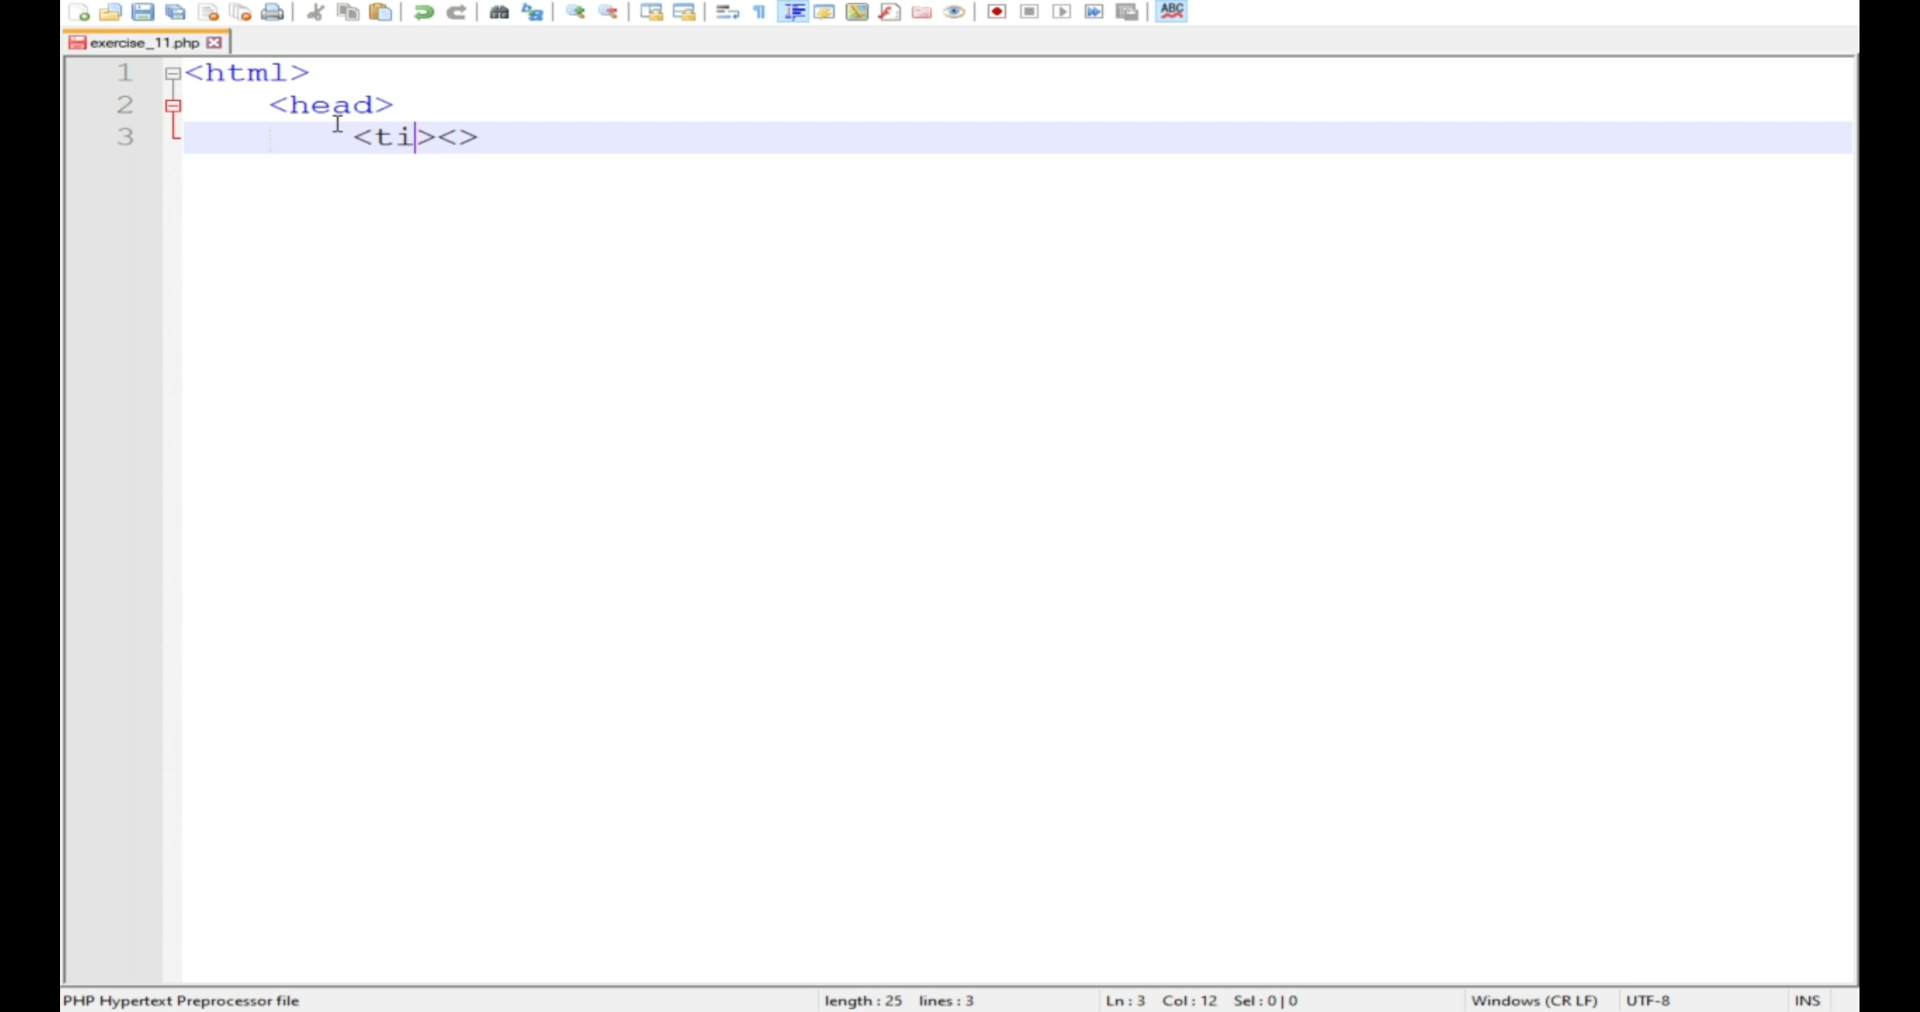 ABC
exercise_11.php
1 <html>
2 <head>
3 <ti><>
PHP Hypertext Preprocessor file length : 25 lines : 3 Ln : 3 Col : 12 Sel : 0 | 0 Windows (CR LF) UTF-8 INS